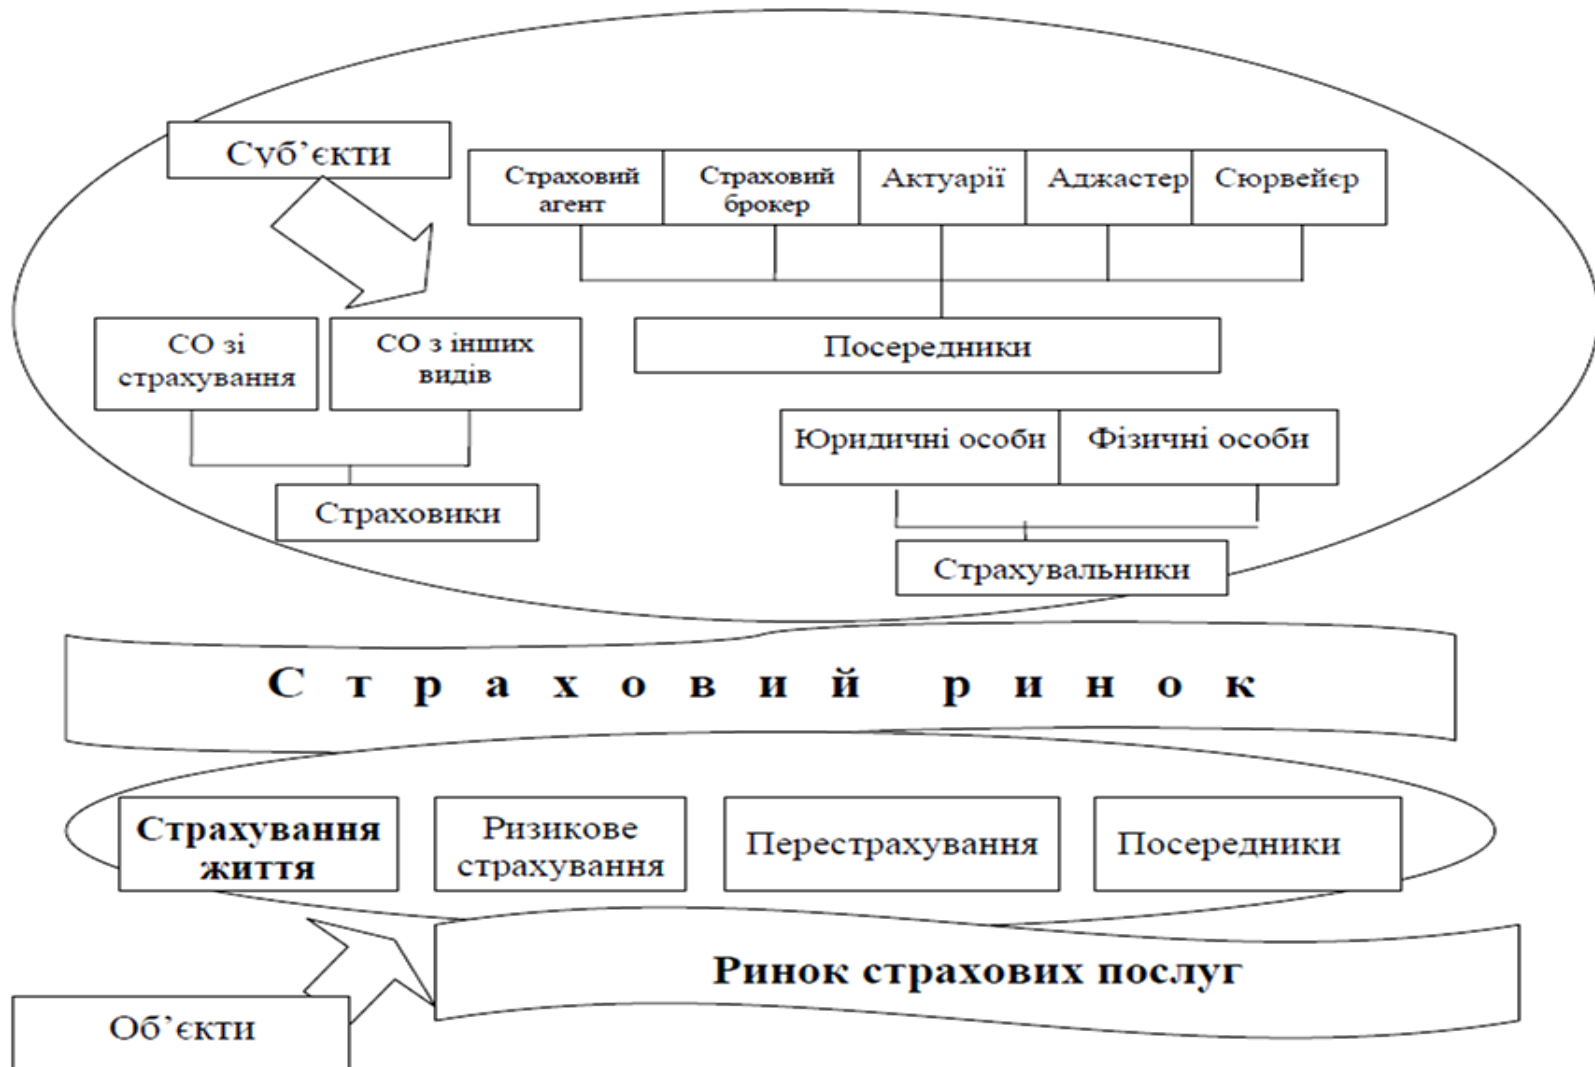 Суб’єкти
Страховий
агент
Страховий
брокер
Актуарії
Аджастер
Сюрвейєр
СО зі
страхування
СО з інших
видів
Посередники
Юридичні особи
Фізичні особи
Страховики
Страхувальники
Страховий ринок
Страхування
життя
Ризикове
страхування
Перестрахування
Посередники
Ринок страхових послуг
Об’єкти